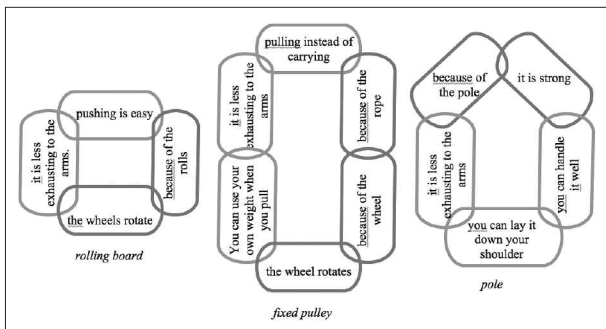 pushing is easy
it is less
exhausting to the
arms.
because of the
rolls
the wheels rotate
rolling board
pulling instead of
carrying
it is less
exhausting to the
arms
because of the
rope
You can use your
own weight when
you pull
because of the
wheel
the wheel rotates
fixed pulley
because of
the pole
it is strong
it is less
exhausting to the
arms
you can handle
it well
you can lay it
down your
shoulder
pole